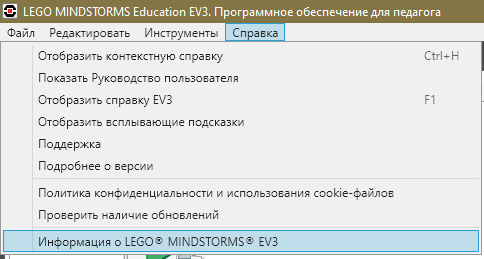 LEGO MINDSTORMS Education EV3. Программное обеспечение для педагога
Файл Редактировать Инструменты Справка
Отобразить контекстную справку Ctrl+H
Показать Руководство пользователя
Отобразить справку EV3 F1
Отобразить всплывающие подсказки
Поддержка
Подробнее о версии
Политика конфиденциальности и использования cookie-файлов
Проверить наличие обновлений
Информация о LEGO® MINDSTORMS® EV3